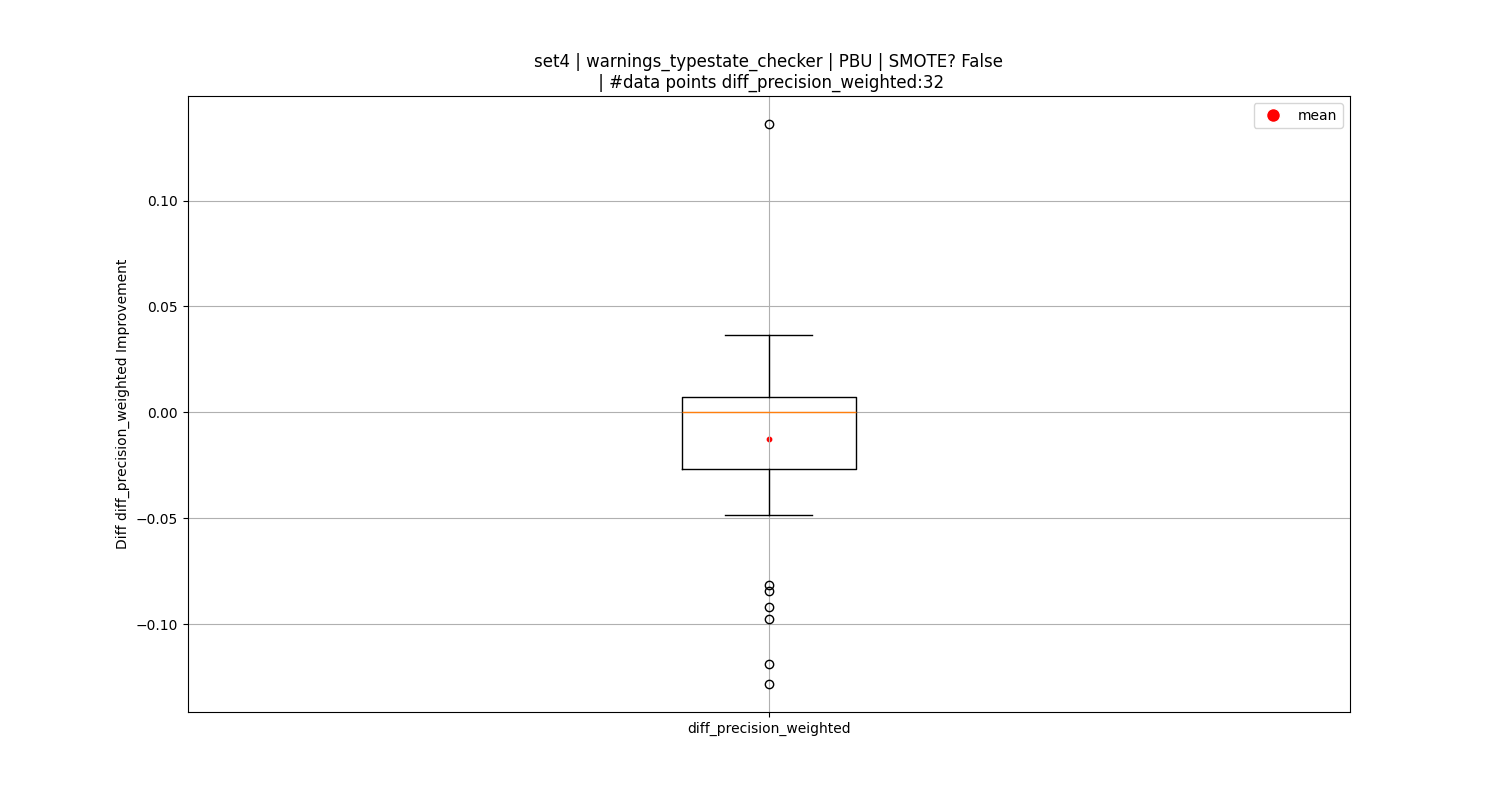 set4 | warnings_typestate_checker | PBU | SMOTE? False
| #data points diff_precision_weighted:32
mean
0.10
0.05
0.00
−0.05
−0.10
Diff diff_precision_weighted Improvement
diff_precision_weighted